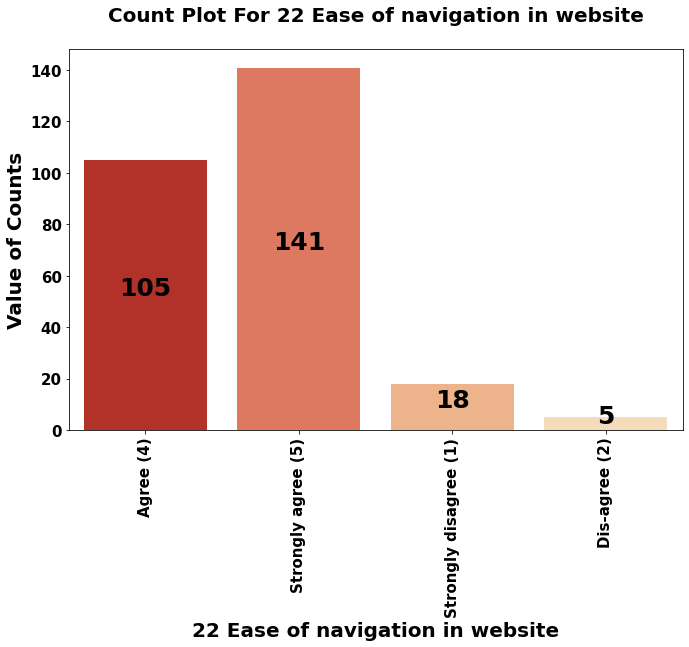 Count Plot For 22 Ease of navigation in website
Value of Counts
140
120
100
80
60
40
20
0
105
141
18
5
Agree (4)
Strongly agree (5)
Strongly disagree (1)
Dis-agree (2)
22 Ease of navigation in website